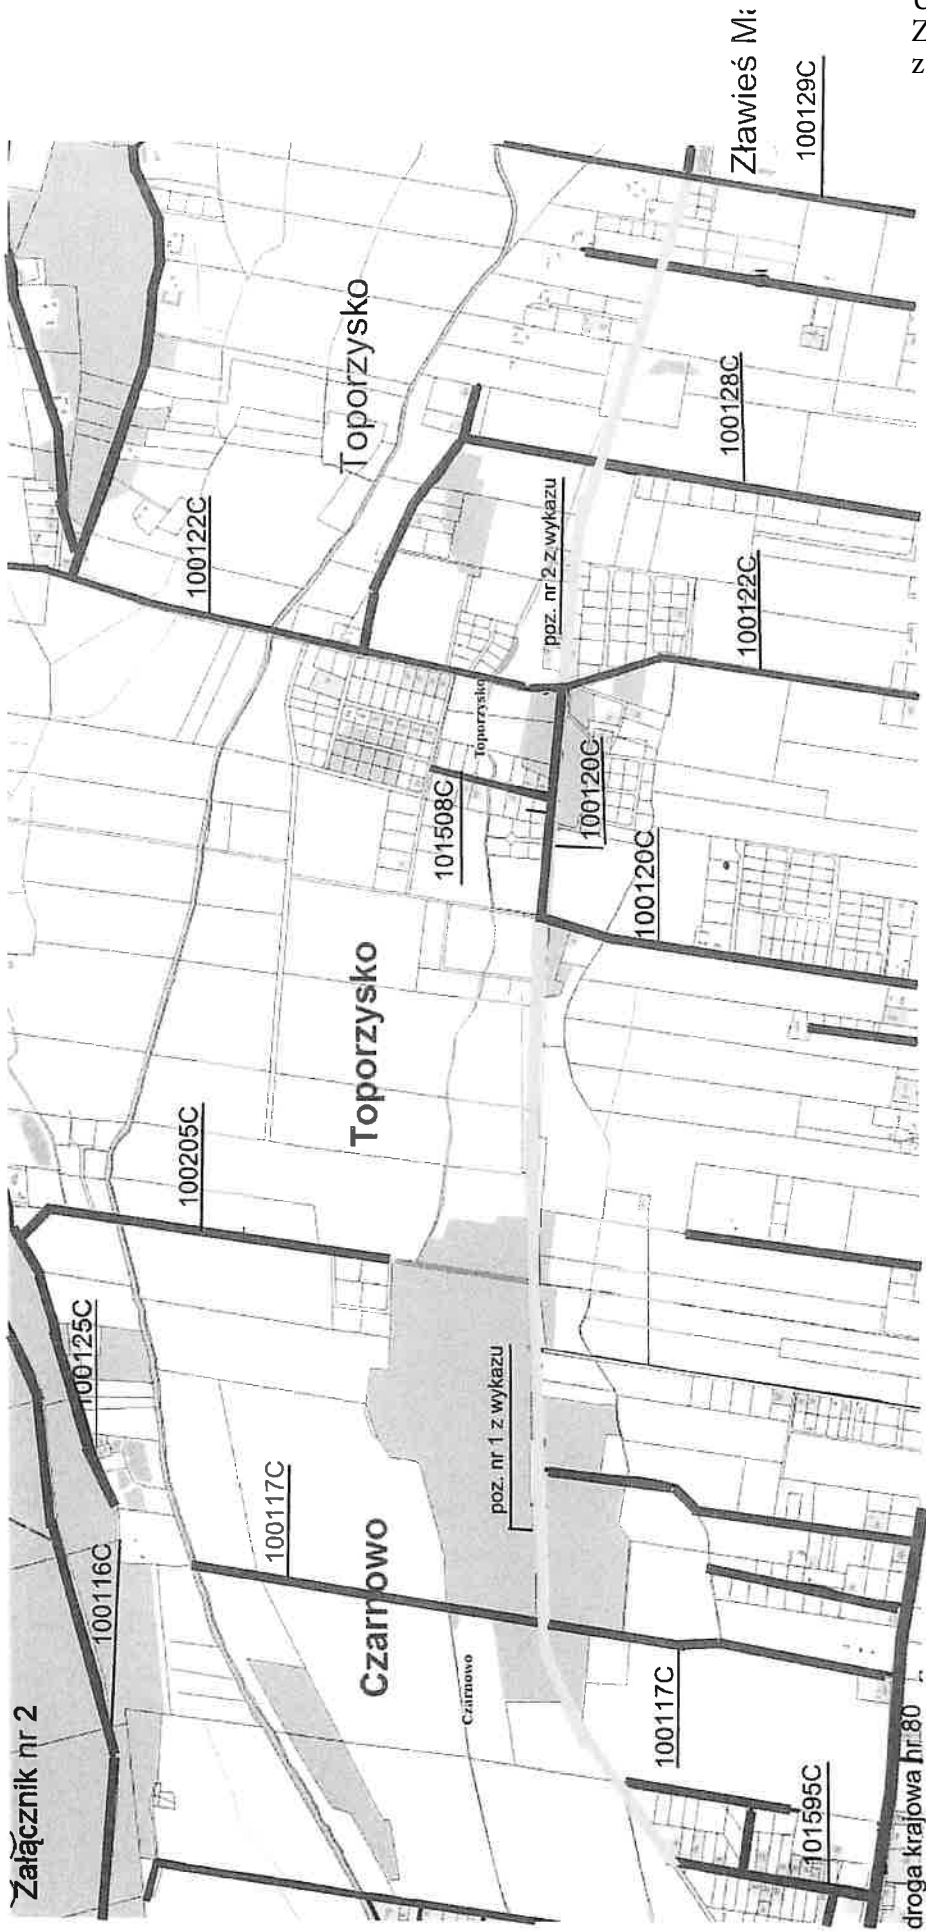 Załącznik nr 2
100116C
100125C
100205C
100122C
100117C
Czarnowo
Toporzysko
Toporzysko
Czarnowo
poz. nr 1 z wykazu
101508C
Toporzysko
poz. nr 2 z wykazu
100120C
100120C
100122C
100128C
Zławieś
100129C
100117C
101595C
droga krajowa nr 80